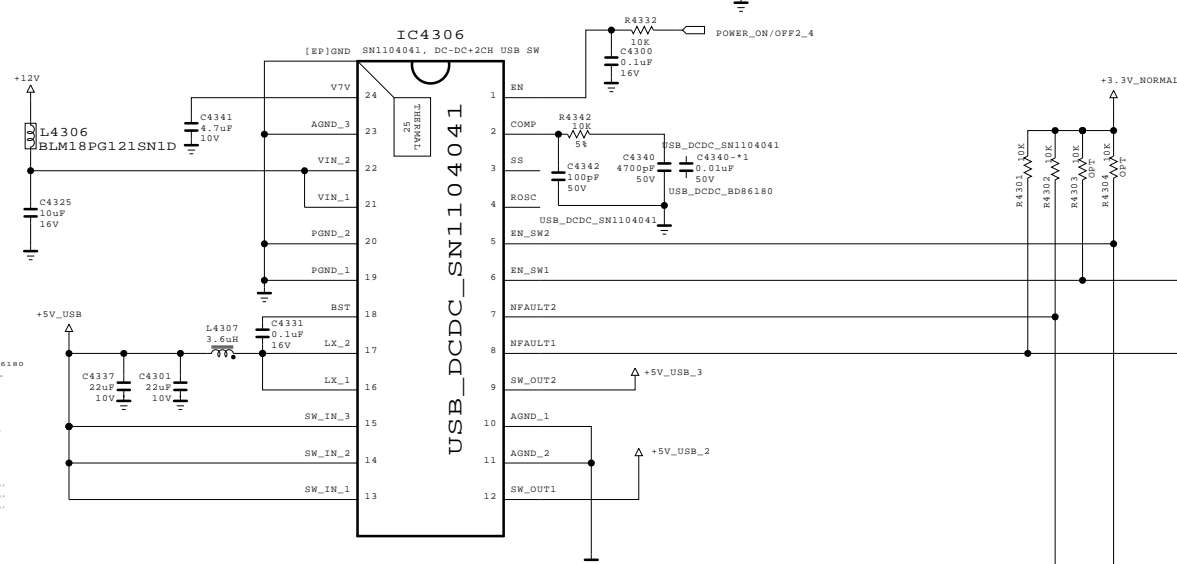 R4332
10K
POWER_ON/OFF2_4
C4300
0.1uF
16V
IC4306
[EP]GND
SN1104041, DC-DC+2CH USB SW
+12V
L4306
BLM18PG121SN1D
C4325
10uF
16V
C4341
4.7uF
10V
V7V
AGND_3
VIN_2
VIN_1
PGND_2
PGND_1
BST
LX_2
LX_1
SW_IN_3
SW_IN_2
SW_IN_1
24
23
22
21
20
19
18
17
16
15
14
13
THERMAL
25
USB_DCDC_SN1104041
1
2
3
4
5
6
7
8
9
10
11
12
EN
COMP
SS
ROSC
EN_SW2
EN_SW1
NFAULT2
NFAULT1
SW_OUT2
AGND_1
AGND_2
SW_OUT1
R4342
10K
5%
C4342
100pF
50V
C4340
4700pF
50V
USB_DCDC_SN1104041
C4340-*1
0.01uF
50V
USB_DCDC_BD86180
USB_DCDC_SN1104041
+3.3V_NORMAL
R4301 10K
R4302 10K
R4303 10K
OPT
R4304 10K
OPT
+5V_USB
L4307
3.6uH
C4331
0.1uF
16V
C4337
22uF
10V
C4301
22uF
10V
+5V_USB_3
+5V_USB_2
6180